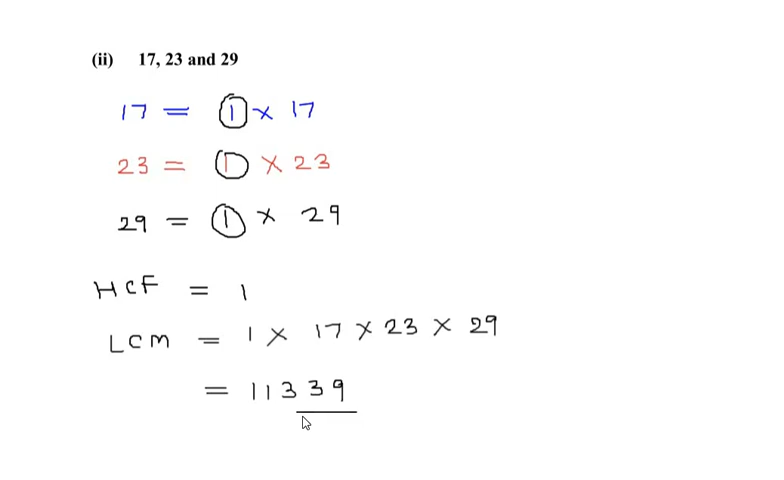 (ii) 17, 23 and 29
17 = 1 × 17
23 = 1 × 23
29 = 1 × 29
HCF = 1
LCM = 1 × 17 × 23 × 29
= 11339